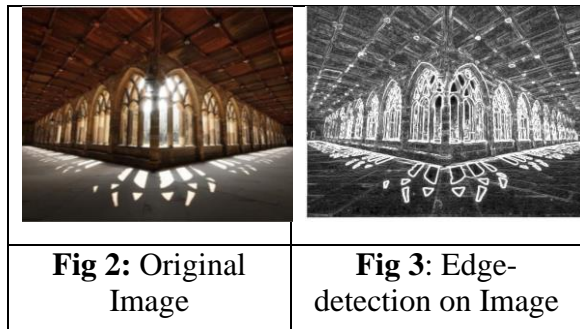 Fig 2: Original
Image
Fig 3: Edge-
detection on Image